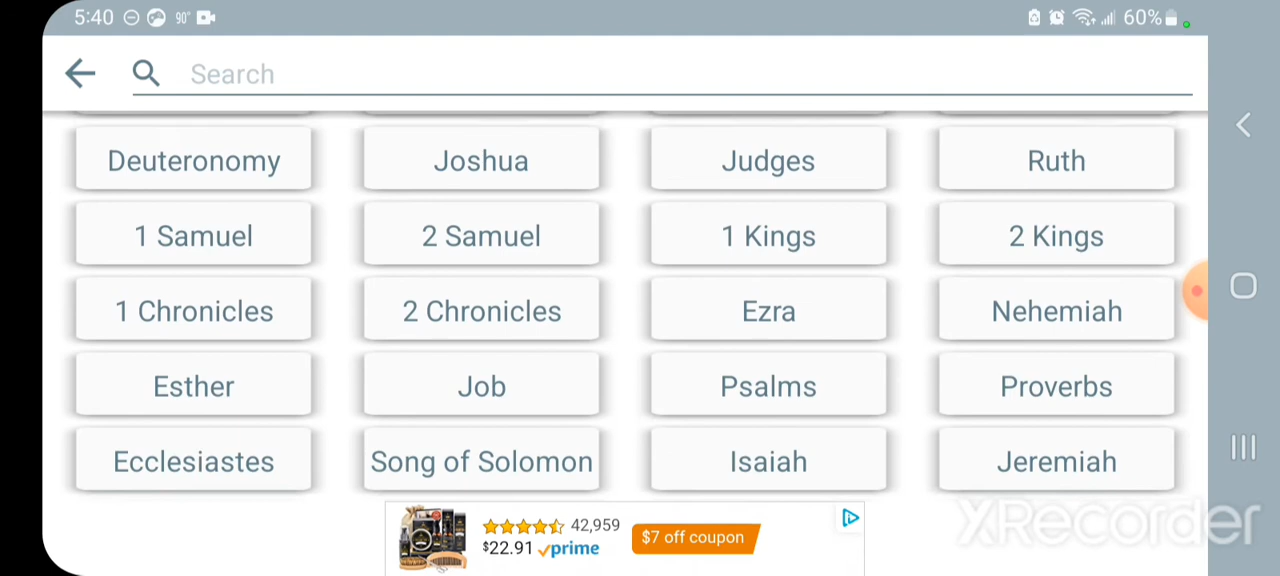 5:40 90° 60%
Search
Deuteronomy Joshua Judges Ruth
1 Samuel 2 Samuel 1 Kings 2 Kings
1 Chronicles 2 Chronicles Ezra Nehemiah
Esther Job Psalms Proverbs
Ecclesiastes Song of Solomon Isaiah Jeremiah
42,959
$22.91 prime
$7 off coupon
XRecorder